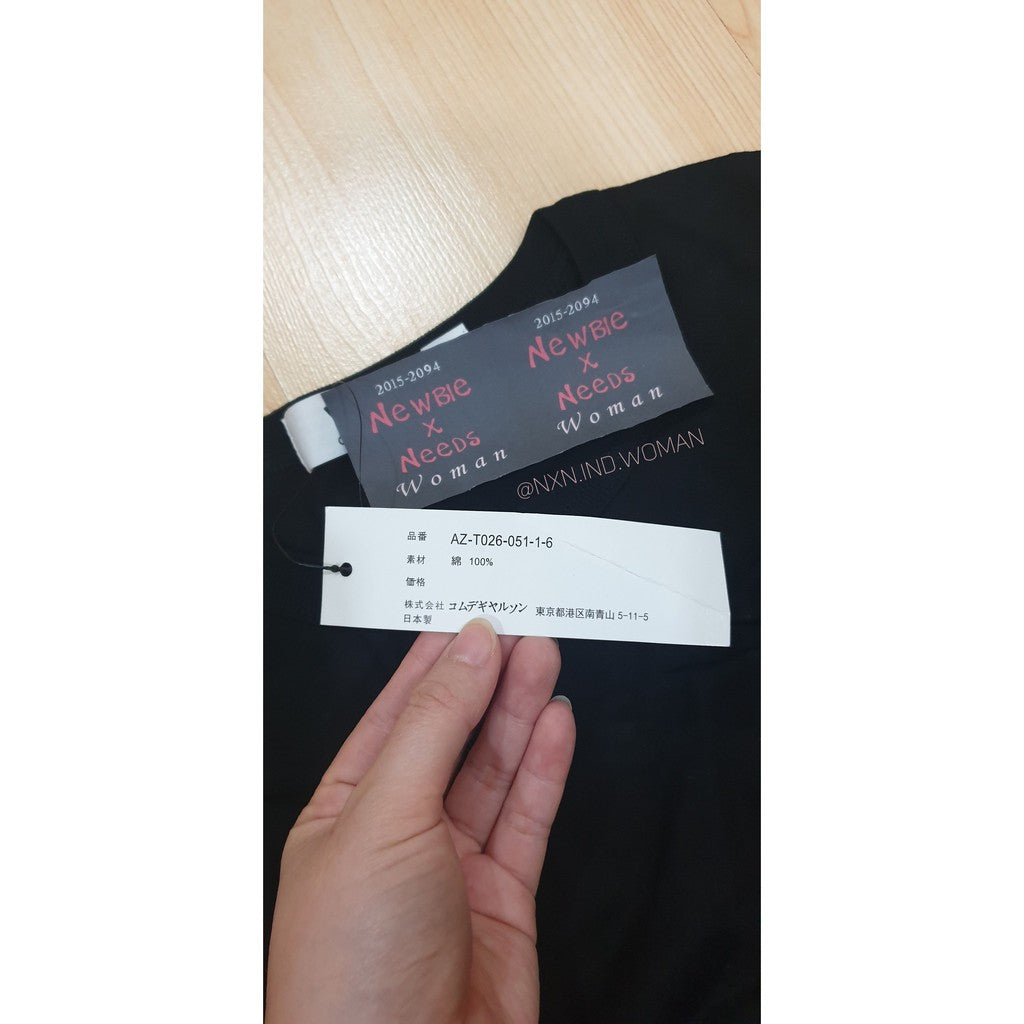 2015-2094
NewBie
x
Needs
Woman
2015-2094
NewBie
x
Needs
Woman
@NXN.IND.WOMAN
品番 AZ-T026-051-1-6
素材 綿 100%
価格
株式会社 コムデギャルソン 東京都港区南青山 5-11-5
日本製